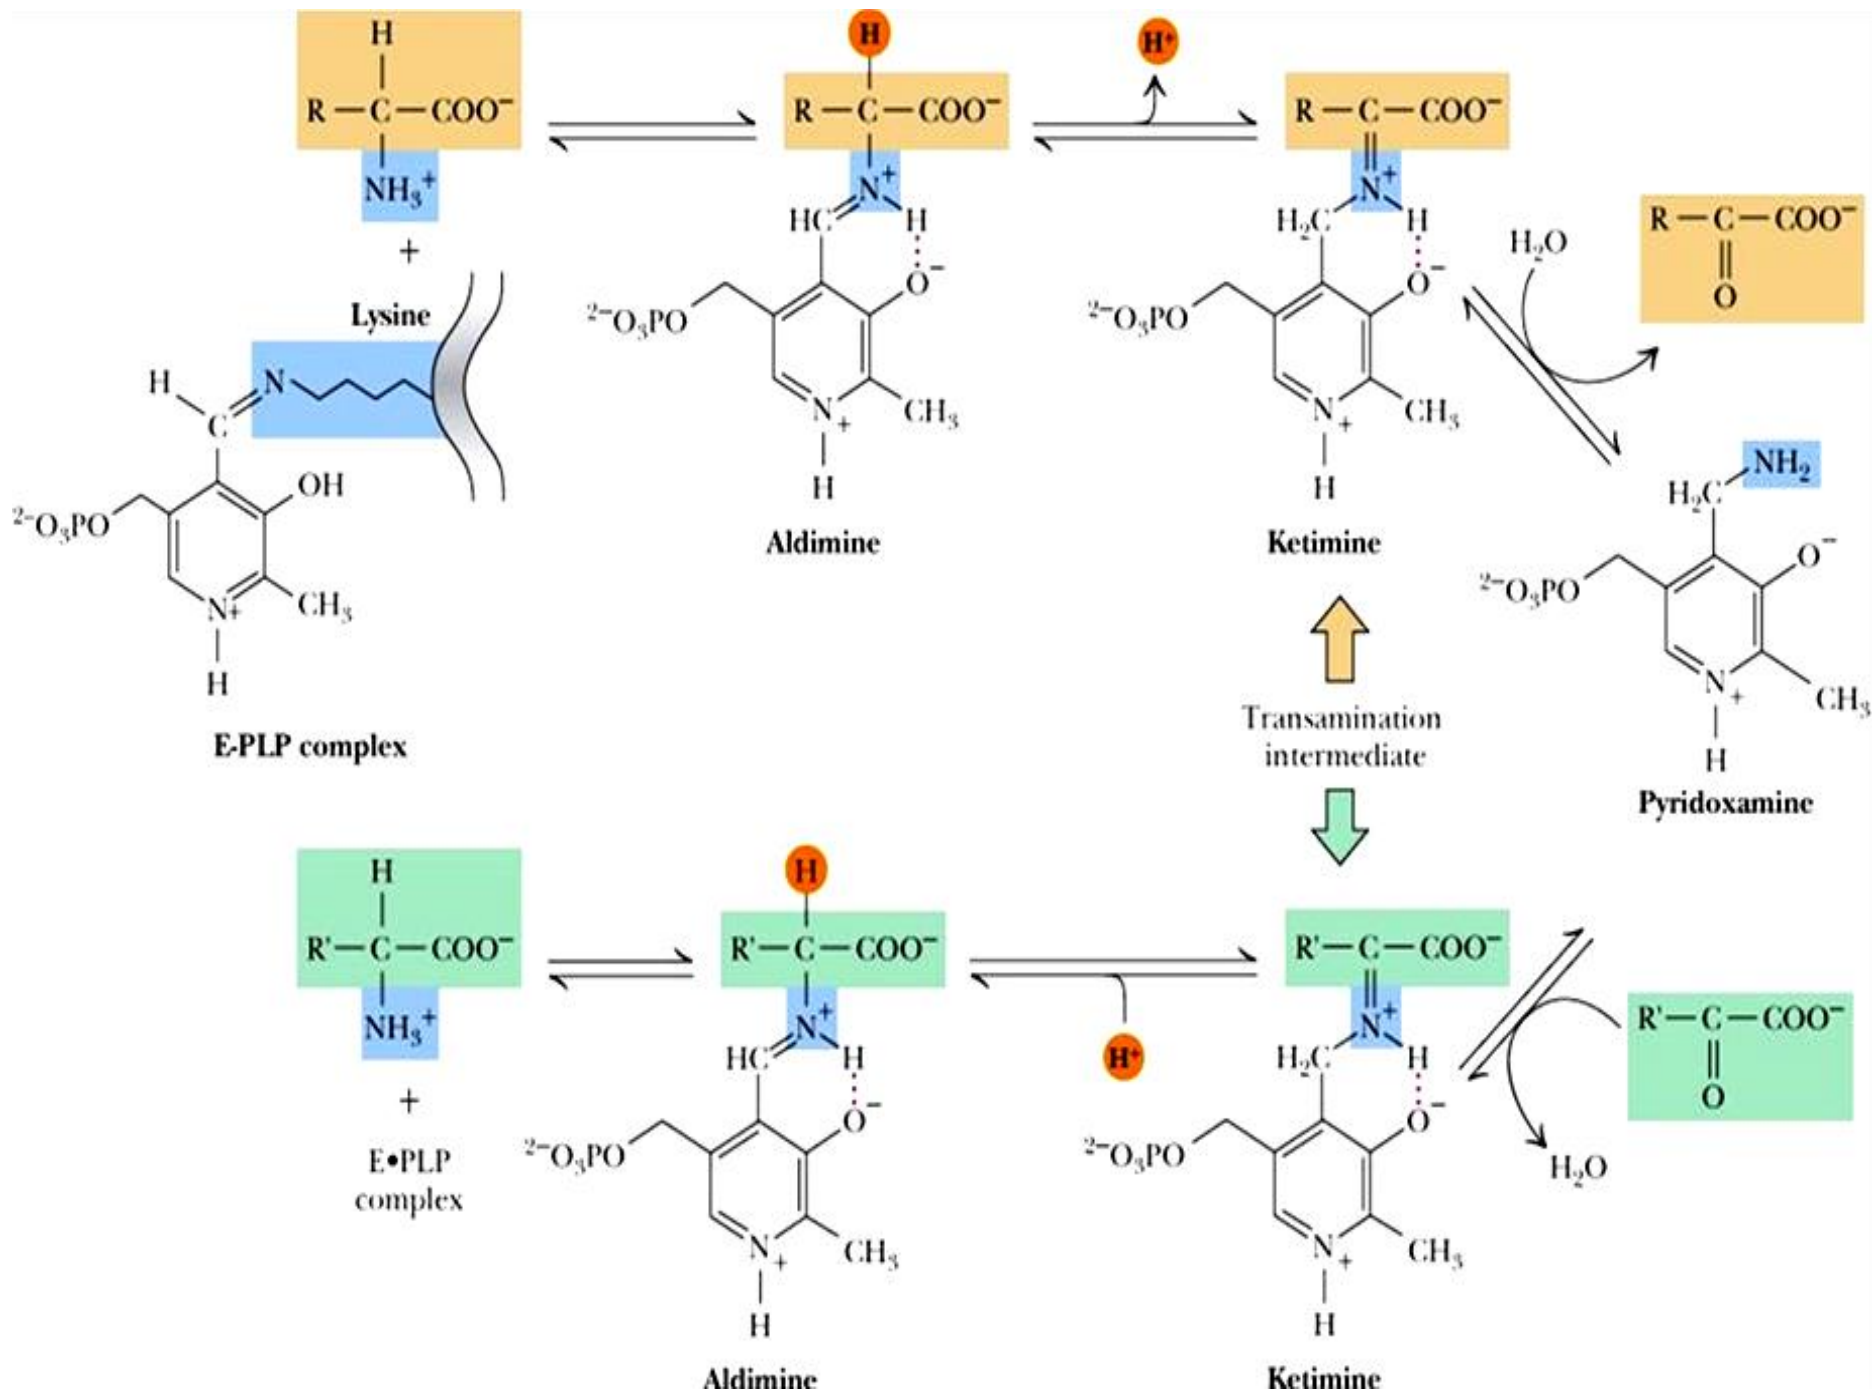 H
R — C — COO⁻
NH₃⁺
+
Lysine
H
N
C
OH
²⁻O₃PO
N⁺
CH₃
H
E-PLP complex
H
R — C — COO⁻
N⁺
HC
H
O⁻
²⁻O₃PO
N⁺
CH₃
H
Aldimine
H⁺
R — C — COO⁻
N⁺
H₂C
H
O⁻
²⁻O₃PO
N⁺
CH₃
H
Ketimine
H₂O
R — C — COO⁻
O
NH₂
H₂C
O⁻
²⁻O₃PO
N⁺
CH₃
H
Pyridoxamine
Transamination
intermediate
H
R' — C — COO⁻
NH₃⁺
+
E•PLP
complex
H
R' — C — COO⁻
N⁺
HC
H
O⁻
²⁻O₃PO
N⁺
CH₃
H
Aldimine
H⁺
R' — C — COO⁻
N⁺
H₂C
H
O⁻
²⁻O₃PO
N⁺
CH₃
H
Ketimine
R' — C — COO⁻
O
H₂O